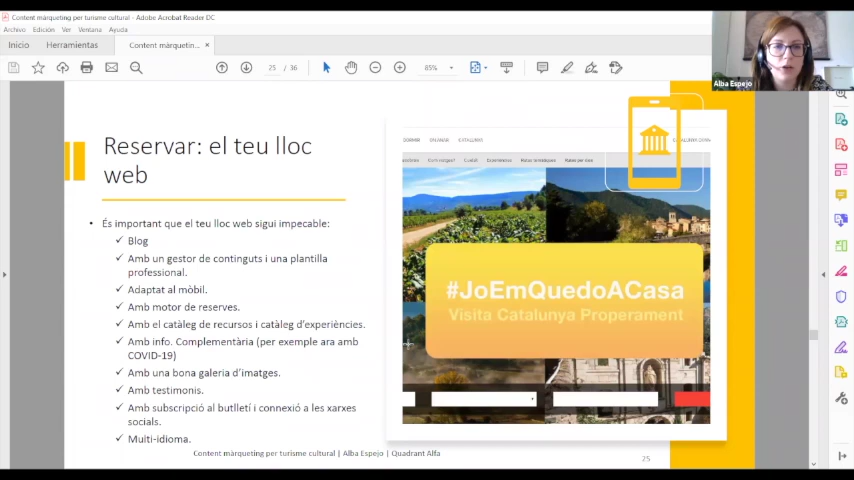 Content màrqueting per turisme cultural - Adobe Acrobat Reader DC
Archivo Edición Ver Ventana Ayuda
Inicio Herramientas Content màrquetin... ×
25 / 36 85%
Alba Espejo
Reservar: el teu lloc
web
• És important que el teu lloc web sigui impecable:
✓ Blog
✓ Amb un gestor de continguts i una plantilla
professional.
✓ Adaptat al mòbil.
✓ Amb motor de reserves.
✓ Amb el catàleg de recursos i catàleg d'experiències.
✓ Amb info. Complementària (per exemple ara amb
COVID-19)
✓ Amb una bona galeria d'imatges.
✓ Amb testimonis.
✓ Amb subscripció al butlletí i connexió a les xarxes
socials.
✓ Multi-idioma.
#JoEmQuedoACasa
Visita Catalunya Properament
Content màrqueting per turisme cultural | Alba Espejo | Quadrant Alfa
25